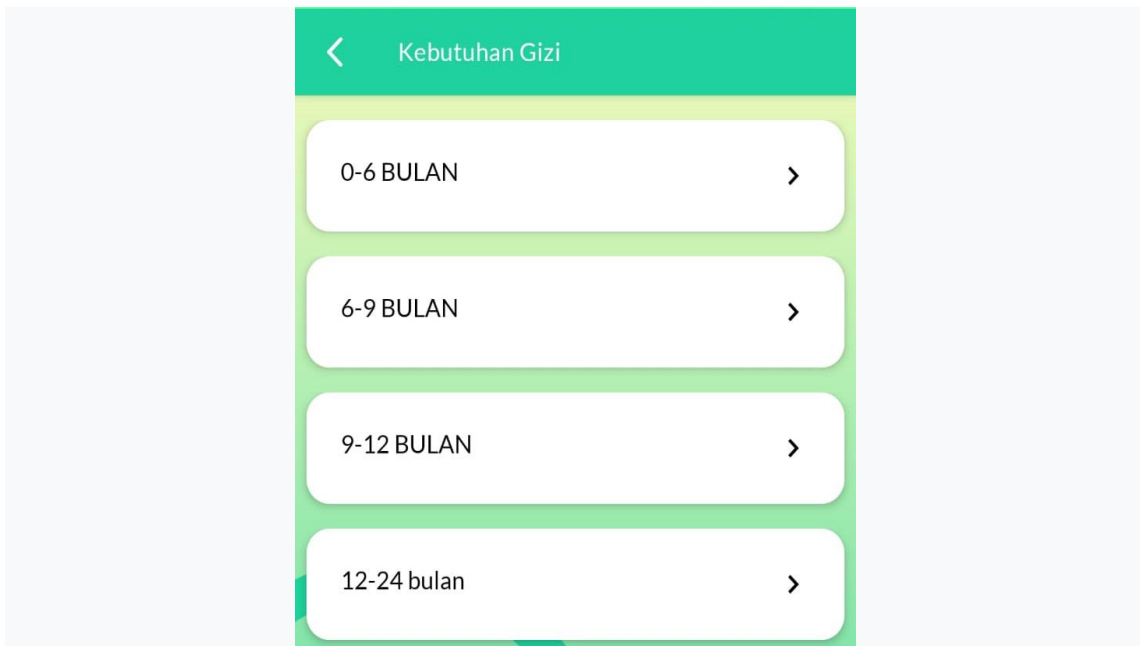 Kebutuhan Gizi
0-6 BULAN
6-9 BULAN
9-12 BULAN
12-24 bulan